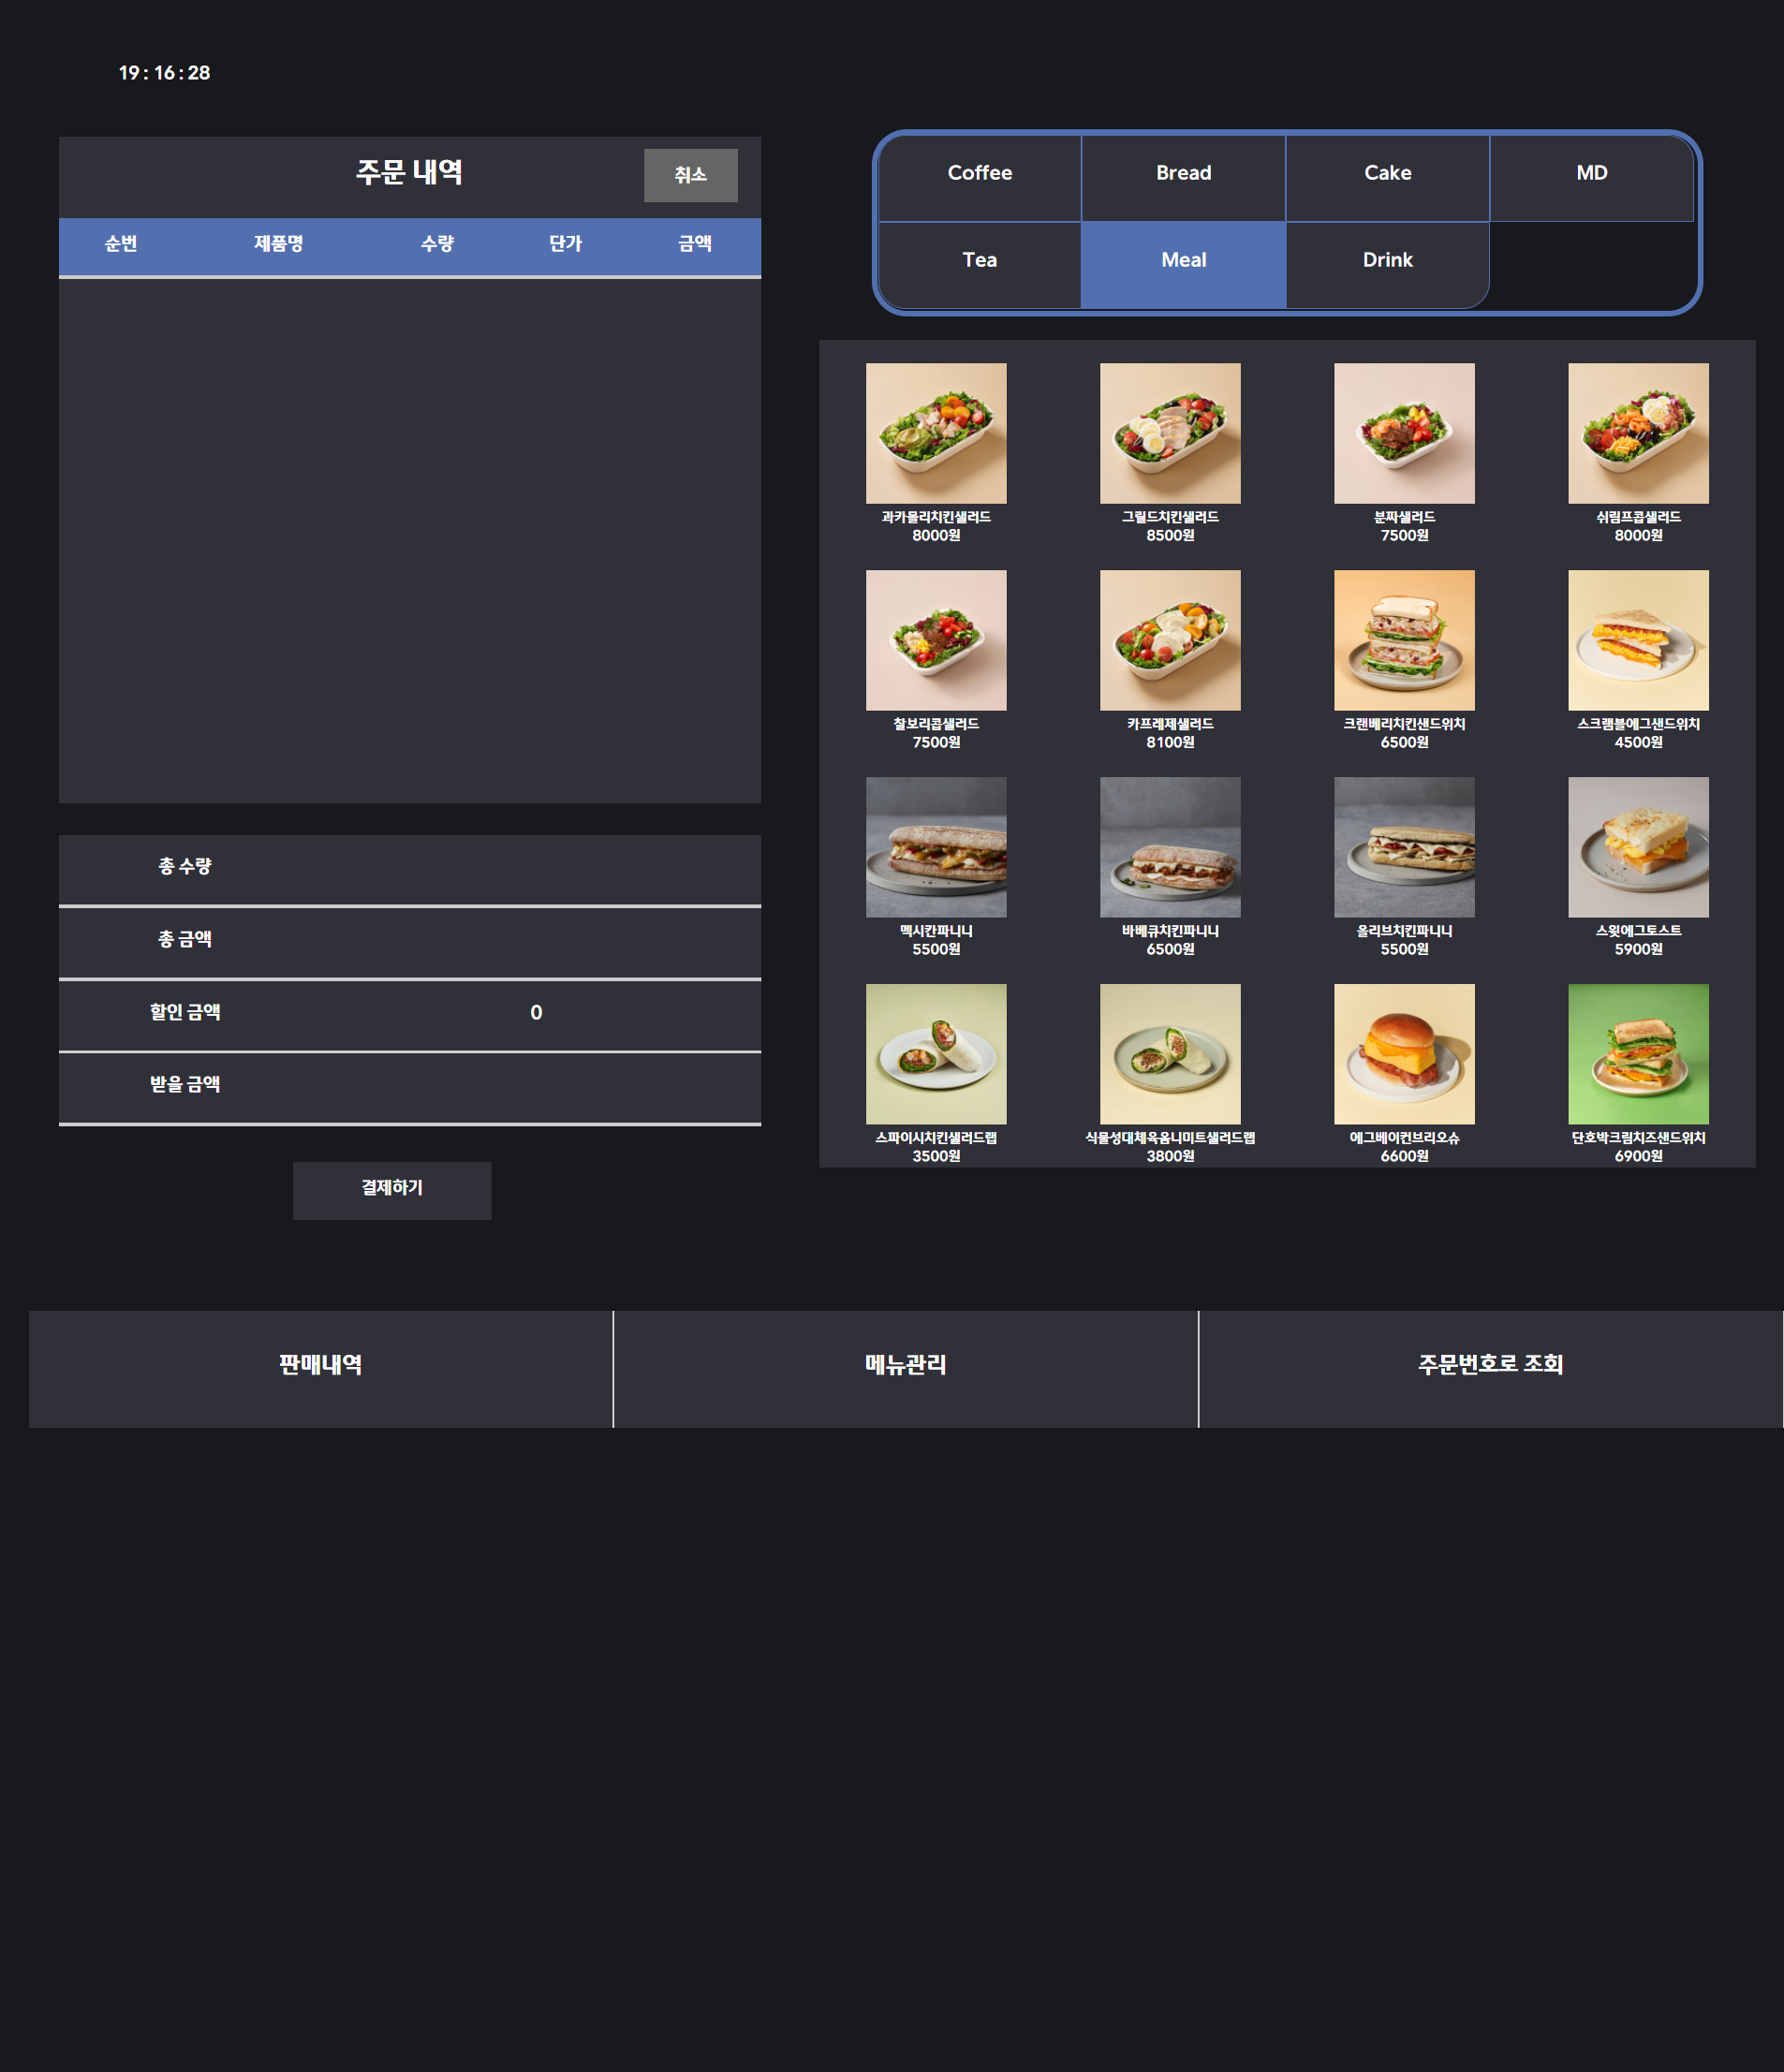 19 : 16 : 28
주문 내역
취소
순번 제품명 수량 단가 금액
총 수량
총 금액
할인 금액 0
받을 금액
결제하기
Coffee Bread Cake MD
Tea Meal Drink
과카몰리치킨샐러드 그릴드치킨샐러드 분짜샐러드 쉬림프콥샐러드
8000원 8500원 7500원 8000원
찰보리콥샐러드 카프레제샐러드 크랜베리치킨샌드위치 스크램블에그샌드위치
7500원 8100원 6500원 4500원
멕시칸파니니 바베큐치킨파니니 올리브치킨파니니 스윗에그토스트
5500원 6500원 5500원 5900원
스파이시치킨샐러드랩 식물성대체육옴니미트샐러드랩 에그베이컨브리오슈 단호박크림치즈샌드위치
3500원 3800원 6600원 6900원
판매내역 메뉴관리 주문번호로 조회